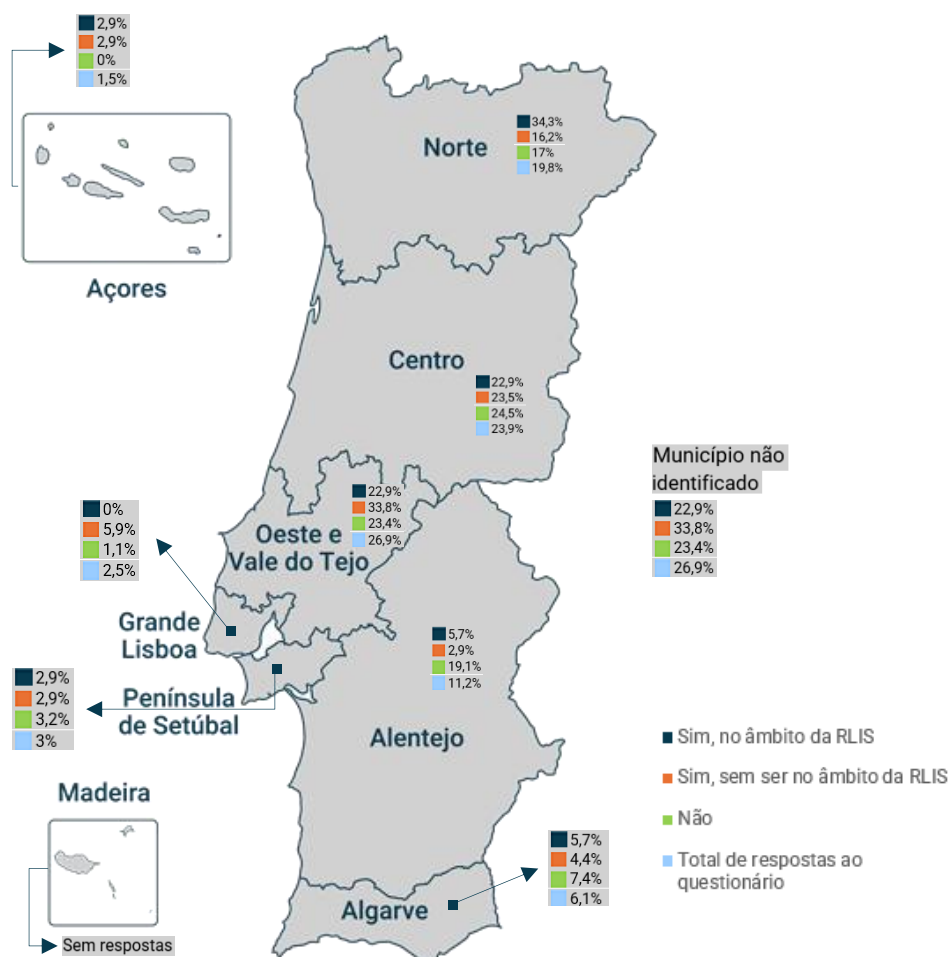 2,9%
2,9%
0%
1,5%
Açores
Norte
34,3%
16,2%
17%
19,8%
Centro
22,9%
23,5%
24,5%
23,9%
Município não
identificado
22,9%
33,8%
23,4%
26,9%
Oeste e
Vale do Tejo
22,9%
33,8%
23,4%
26,9%
0%
5,9%
1,1%
2,5%
Grande
Lisboa
2,9%
2,9%
3,2%
3%
Península
de Setúbal
5,7%
2,9%
19,1%
11,2%
Alentejo
Madeira
Sem respostas
5,7%
4,4%
7,4%
6,1%
Algarve
Sim, no âmbito da RLIS
Sim, sem ser no âmbito da RLIS
Não
Total de respostas ao
questionário